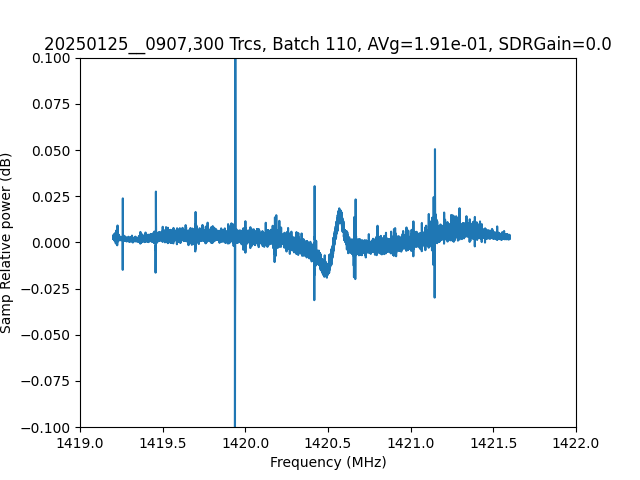 20250125__0907,300 Trcs, Batch 110, AVg=1.91e-01, SDRGain=0.0
0.100
0.075
0.050
0.025
0.000
−0.025
−0.050
−0.075
−0.100
Samp Relative power (dB)
1419.0 1419.5 1420.0 1420.5 1421.0 1421.5 1422.0
Frequency (MHz)